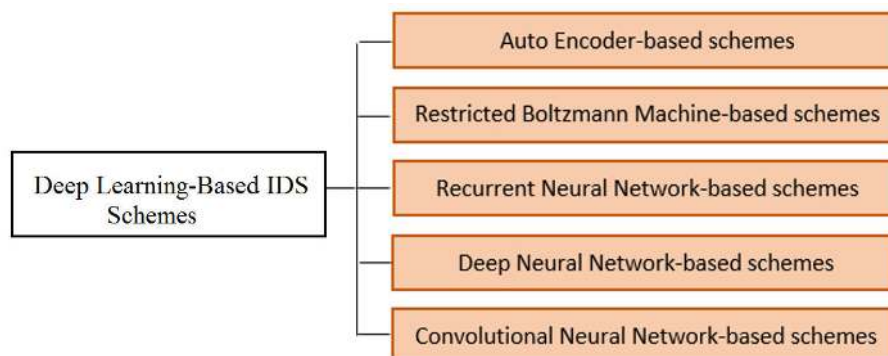 Auto Encoder-based schemes
Restricted Boltzmann Machine-based schemes
Deep Learning-Based IDS
Schemes
Recurrent Neural Network-based schemes
Deep Neural Network-based schemes
Convolutional Neural Network-based schemes